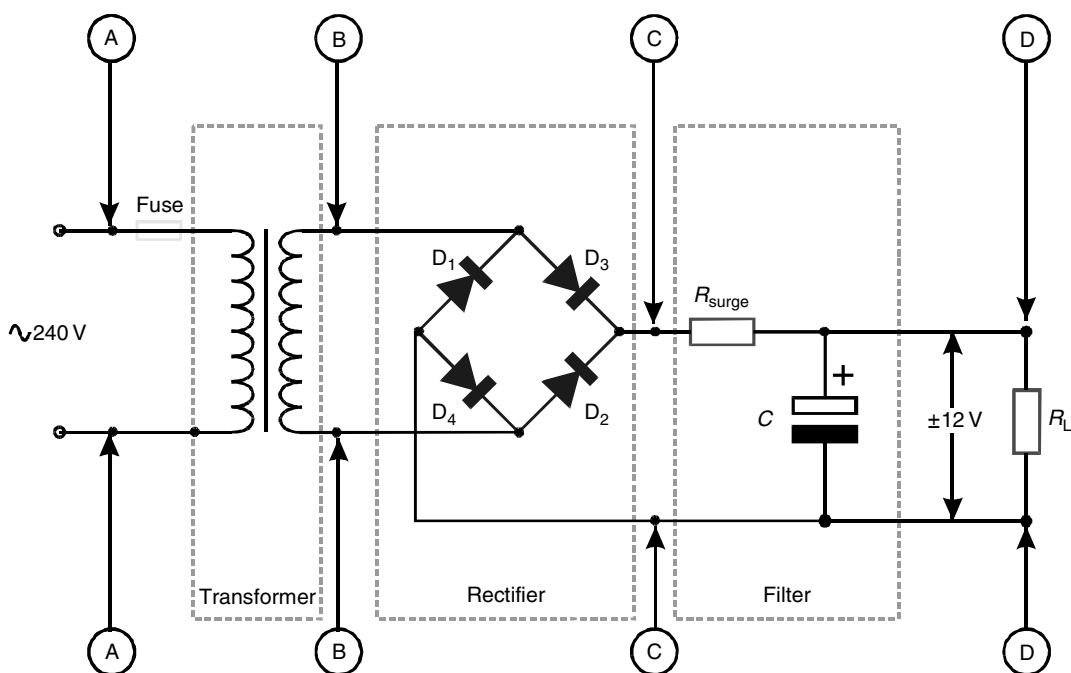 A
B
C
D
Fuse
D1
D3
Rsurge
∿240 V
+
D4
D2
C
±12 V
RL
Transformer
Rectifier
Filter
A
B
C
D